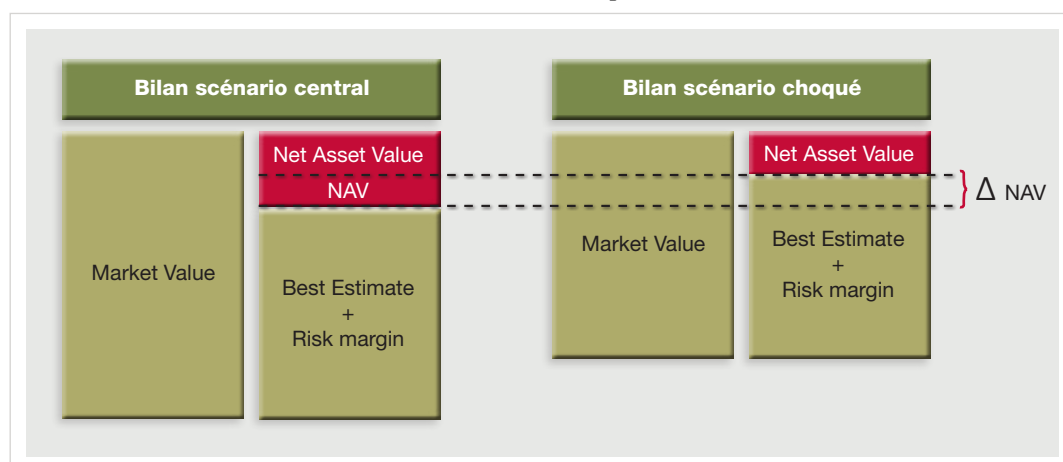 Bilan scénario central
Bilan scénario choqué
Net Asset Value
NAV
Market Value
Best Estimate
+
Risk margin
Net Asset Value
Δ NAV
Market Value
Best Estimate
+
Risk margin